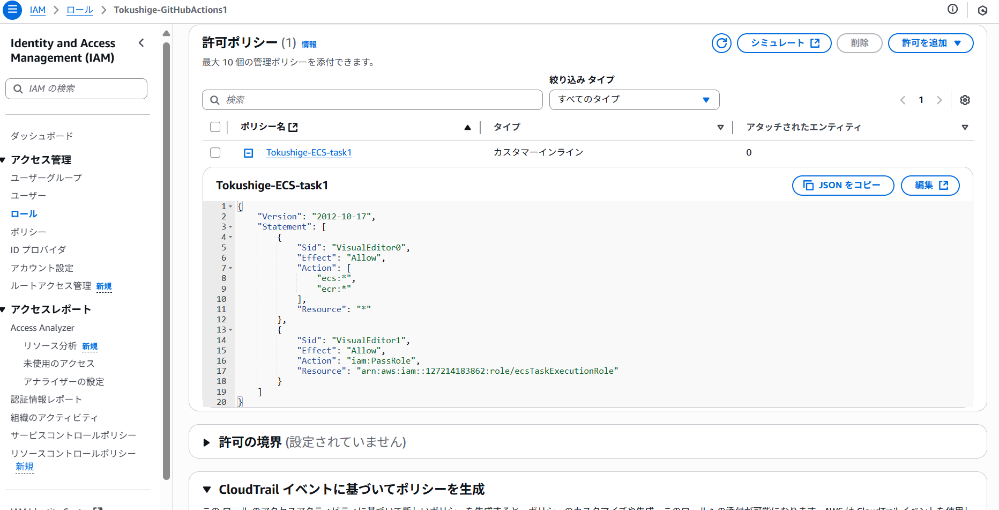 IAM > ロール > Tokushige-GitHubActions1
Identity and Access
Management (IAM)
IAM の検索
ダッシュボード
アクセス管理
ユーザーグループ
ユーザー
ロール
ポリシー
ID プロバイダ
アカウント設定
ルートアクセス管理 新規
アクセスレポート
Access Analyzer
リソース分析 新規
未使用のアクセス
アナライザーの設定
認証情報レポート
組織のアクティビティ
サービスコントロールポリシー
リソースコントロールポリシー
新規
許可ポリシー (1) 情報
シミュレート
削除
許可を追加
最大 10 個の管理ポリシーを添付できます。
絞り込み タイプ
検索
すべてのタイプ
1
ポリシー名 タイプ アタッチされたエンティティ
Tokushige-ECS-task1 カスタマーインライン 0
Tokushige-ECS-task1
JSON をコピー
編集
1 {
2 "Version": "2012-10-17",
3 "Statement": [
4 {
5 "Sid": "VisualEditor0",
6 "Effect": "Allow",
7 "Action": [
8 "ecs:*",
9 "ecr:*"
10 ],
11 "Resource": "*"
12 },
13 {
14 "Sid": "VisualEditor1",
15 "Effect": "Allow",
16 "Action": "iam:PassRole",
17 "Resource": "arn:aws:iam::127214183862:role/ecsTaskExecutionRole"
18 }
19 ]
20 }
許可の境界 (設定されていません)
CloudTrail イベントに基づいてポリシーを生成